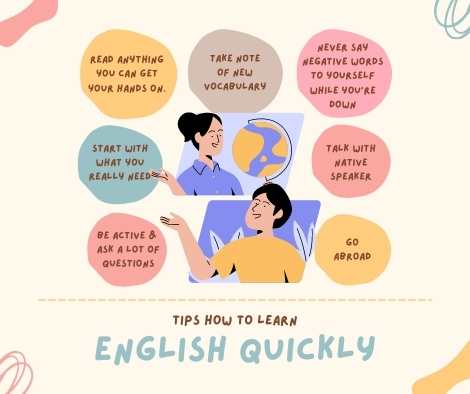 READ ANYTHING
YOU CAN GET
YOUR HANDS ON.
TAKE NOTE
OF NEW
VOCABULARY
NEVER SAY
NEGATIVE WORDS
TO YOURSELF
WHILE YOU'RE
DOWN
START WITH
WHAT YOU
REALLY NEED
TALK WITH
NATIVE
SPEAKER
BE ACTIVE &
ASK A LOT OF
QUESTIONS
GO
ABROAD
TIPS HOW TO LEARN
ENGLISH QUICKLY